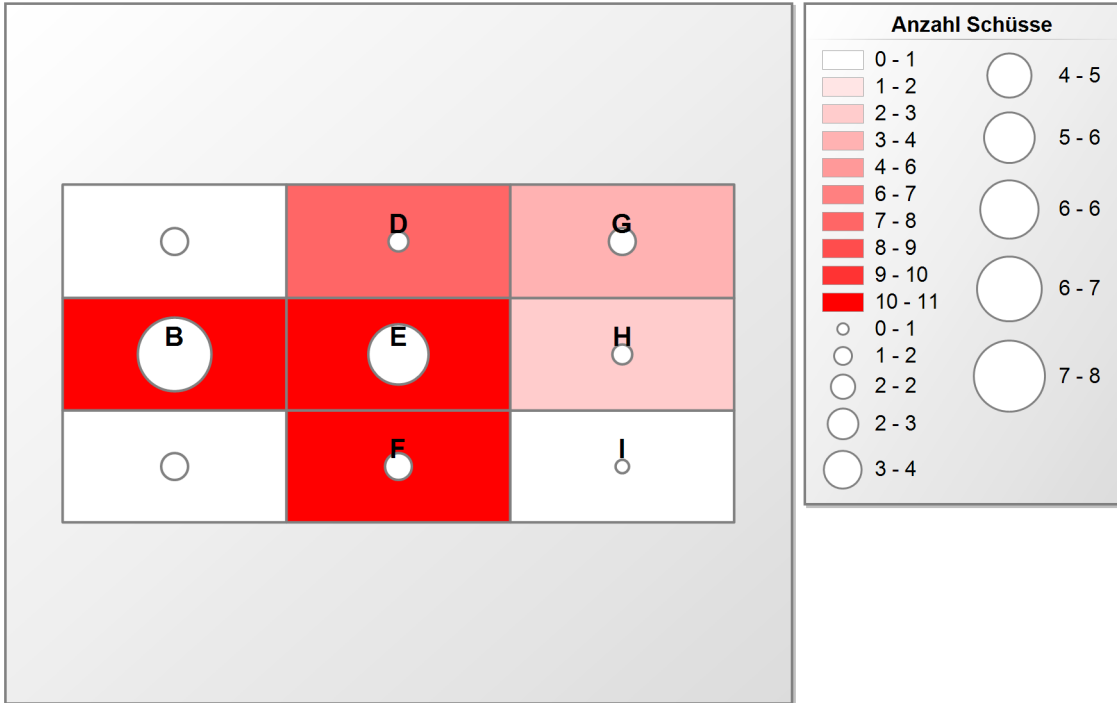 D
G
B
E
H
F
I
Anzahl Schüsse
0 - 1
1 - 2
2 - 3
3 - 4
4 - 6
6 - 7
7 - 8
8 - 9
9 - 10
10 - 11
0 - 1
1 - 2
2 - 2
2 - 3
3 - 4
4 - 5
5 - 6
6 - 6
6 - 7
7 - 8